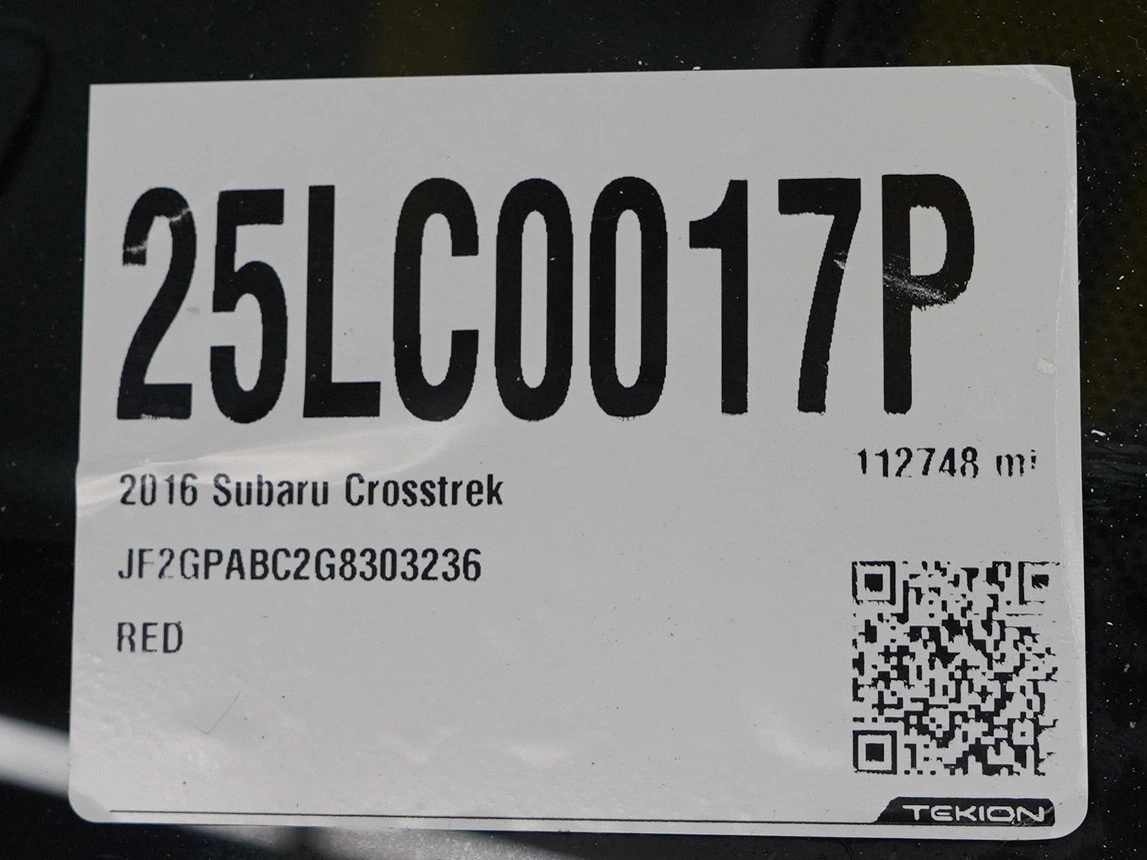 25LC0017P
112748 mi
2016 Subaru Crosstrek
JF2GPABC2G8303236
RED
TEKION